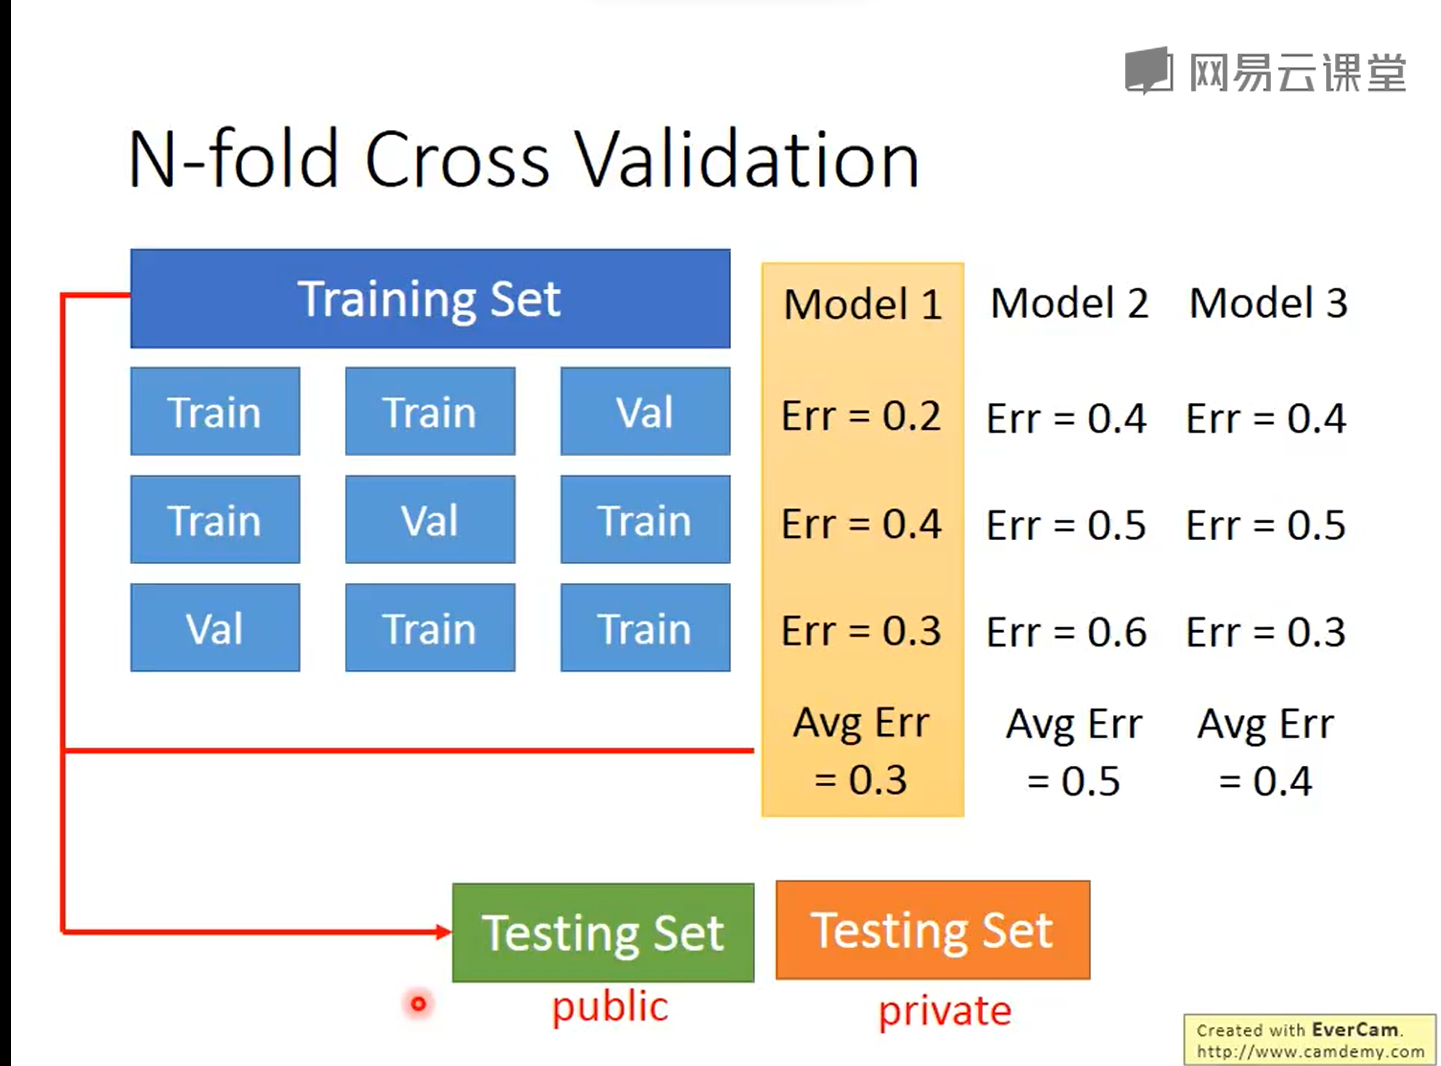 网易云课堂
N-fold Cross Validation
Training Set
Model 1
Model 2
Model 3
Train
Train
Val
Err = 0.2
Err = 0.4
Err = 0.4
Train
Val
Train
Err = 0.4
Err = 0.5
Err = 0.5
Val
Train
Train
Err = 0.3
Err = 0.6
Err = 0.3
Avg Err
= 0.3
Avg Err
= 0.5
Avg Err
= 0.4
Testing Set
Testing Set
public
private
Created with EverCam.
http://www.camdemy.com